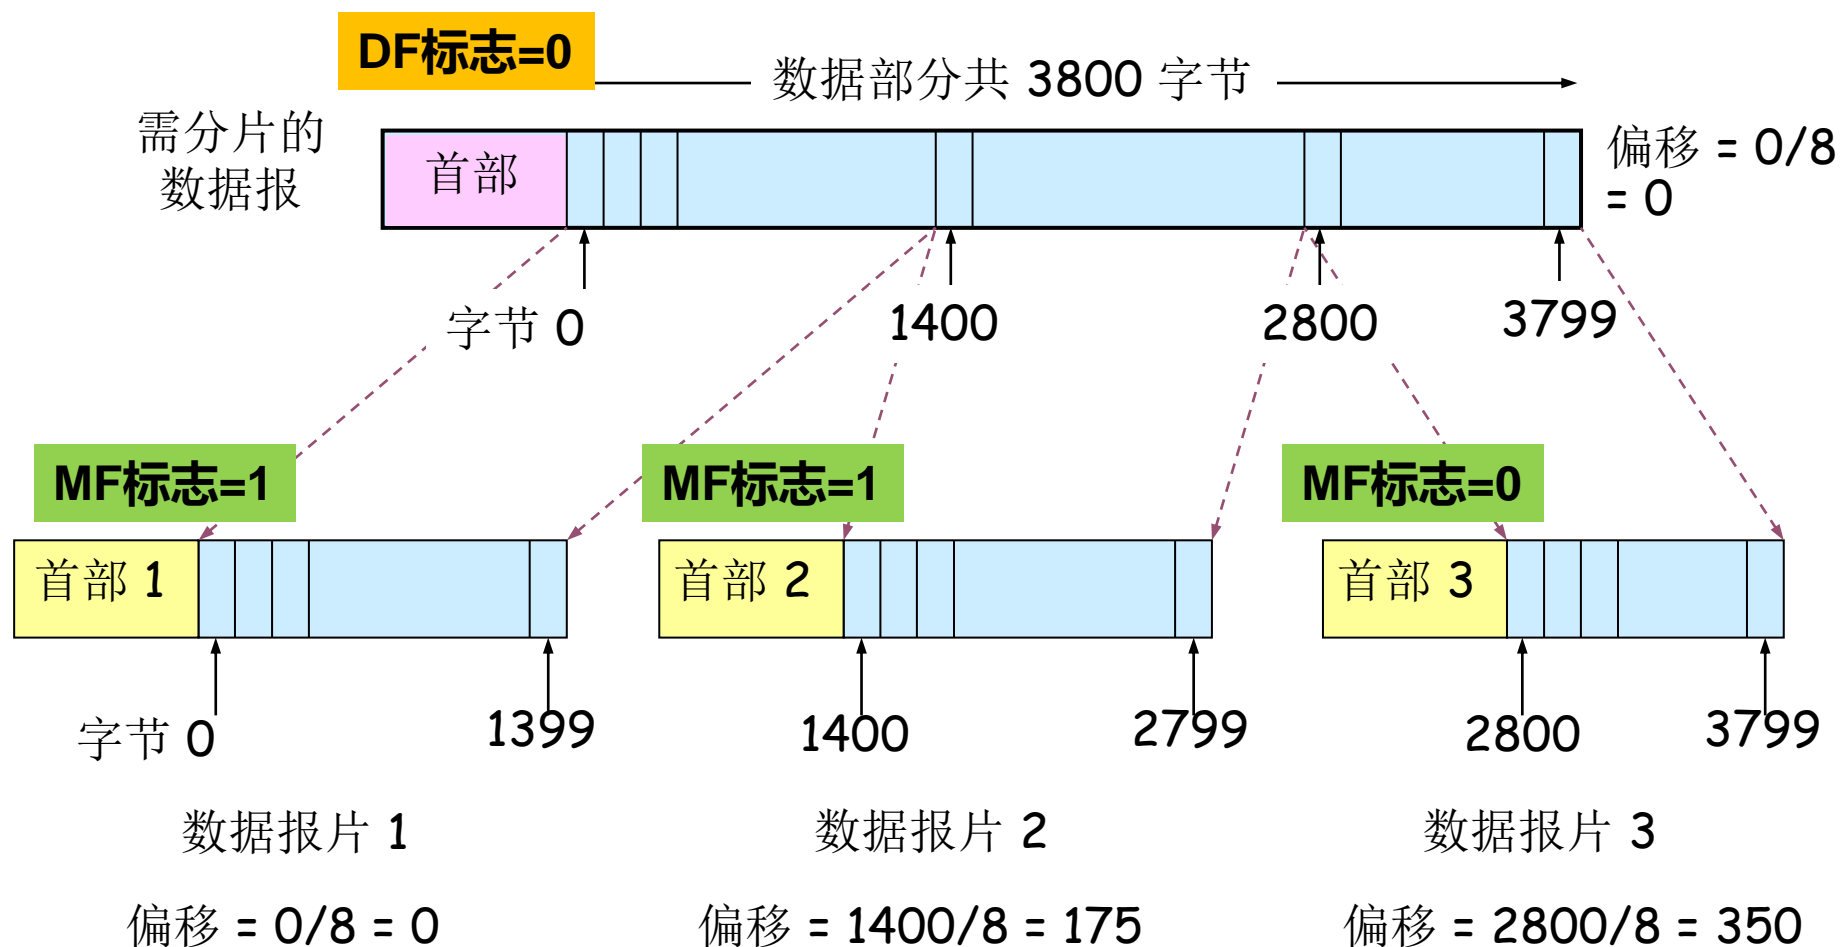 DF标志=0
数据部分共 3800 字节
需分片的
数据报
首部
偏移 = 0/8
= 0
字节 0
1400
2800
3799
MF标志=1
MF标志=1
MF标志=0
首部 1
首部 2
首部 3
字节 0
1399
1400
2799
2800
3799
数据报片 1
数据报片 2
数据报片 3
偏移 = 0/8 = 0
偏移 = 1400/8 = 175
偏移 = 2800/8 = 350